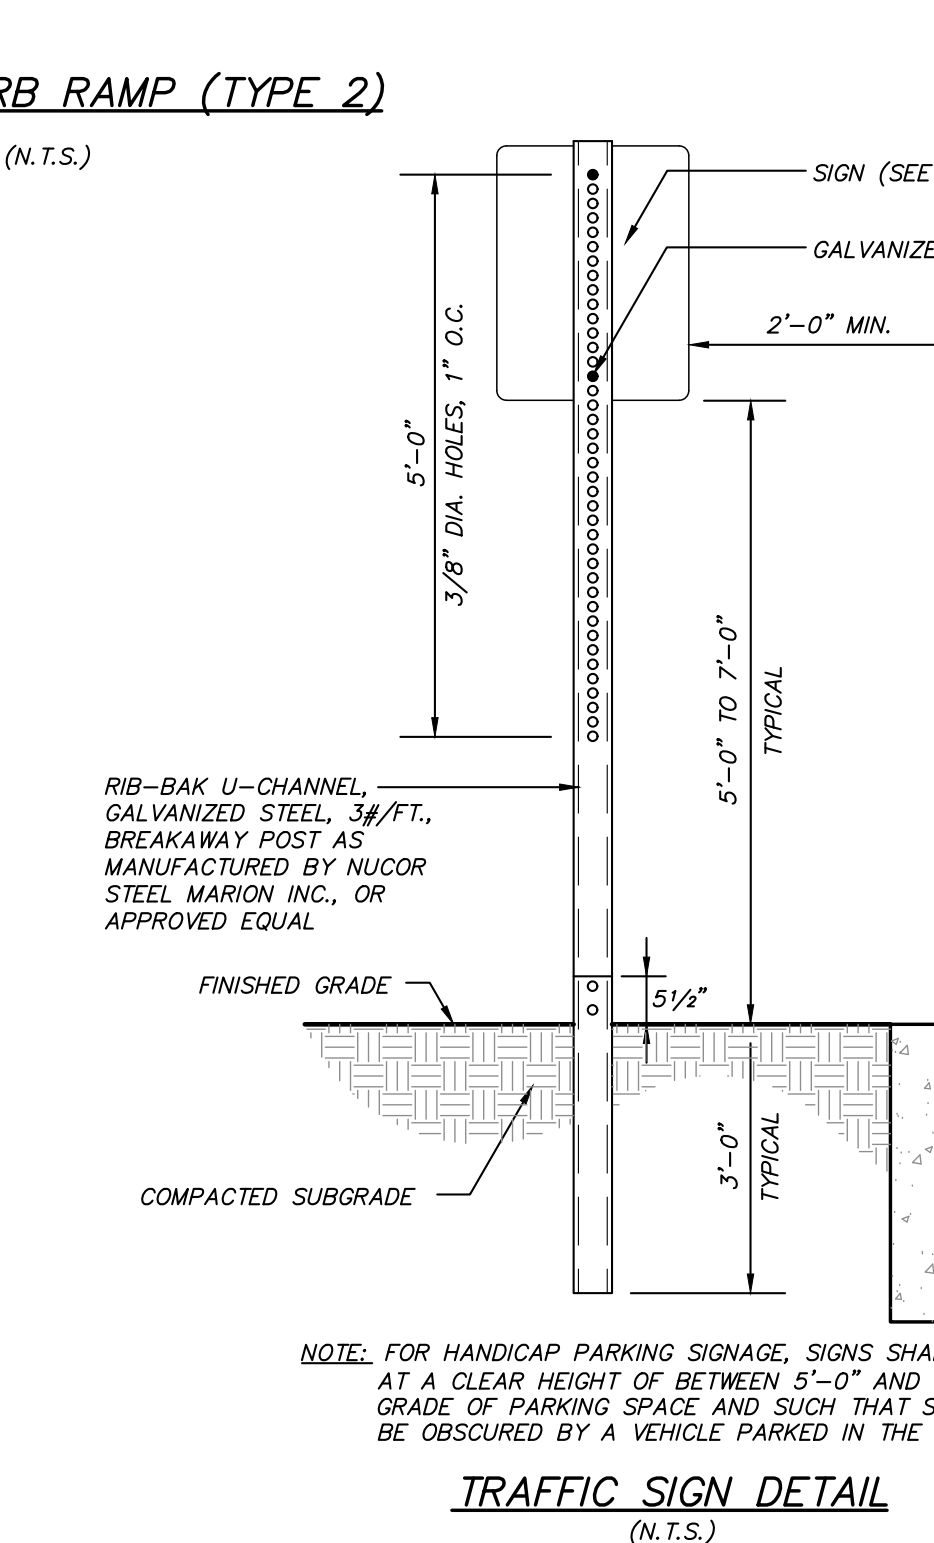 RB RAMP (TYPE 2)
(N.T.S.)
SIGN (SEE
GALVANIZE
2'-0" MIN.
5'-0"
3/8" DIA. HOLES, 1" O.C.
5'-0" TO 7'-0"
TYPICAL
RIB-BAK U-CHANNEL,
GALVANIZED STEEL, 3#/FT.,
BREAKAWAY POST AS
MANUFACTURED BY NUCOR
STEEL MARION INC., OR
APPROVED EQUAL
FINISHED GRADE
51/2"
3'-0"
TYPICAL
COMPACTED SUBGRADE
NOTE: FOR HANDICAP PARKING SIGNAGE, SIGNS SHA
AT A CLEAR HEIGHT OF BETWEEN 5'-0" AND
GRADE OF PARKING SPACE AND SUCH THAT S
BE OBSCURED BY A VEHICLE PARKED IN THE
TRAFFIC SIGN DETAIL
(N.T.S.)